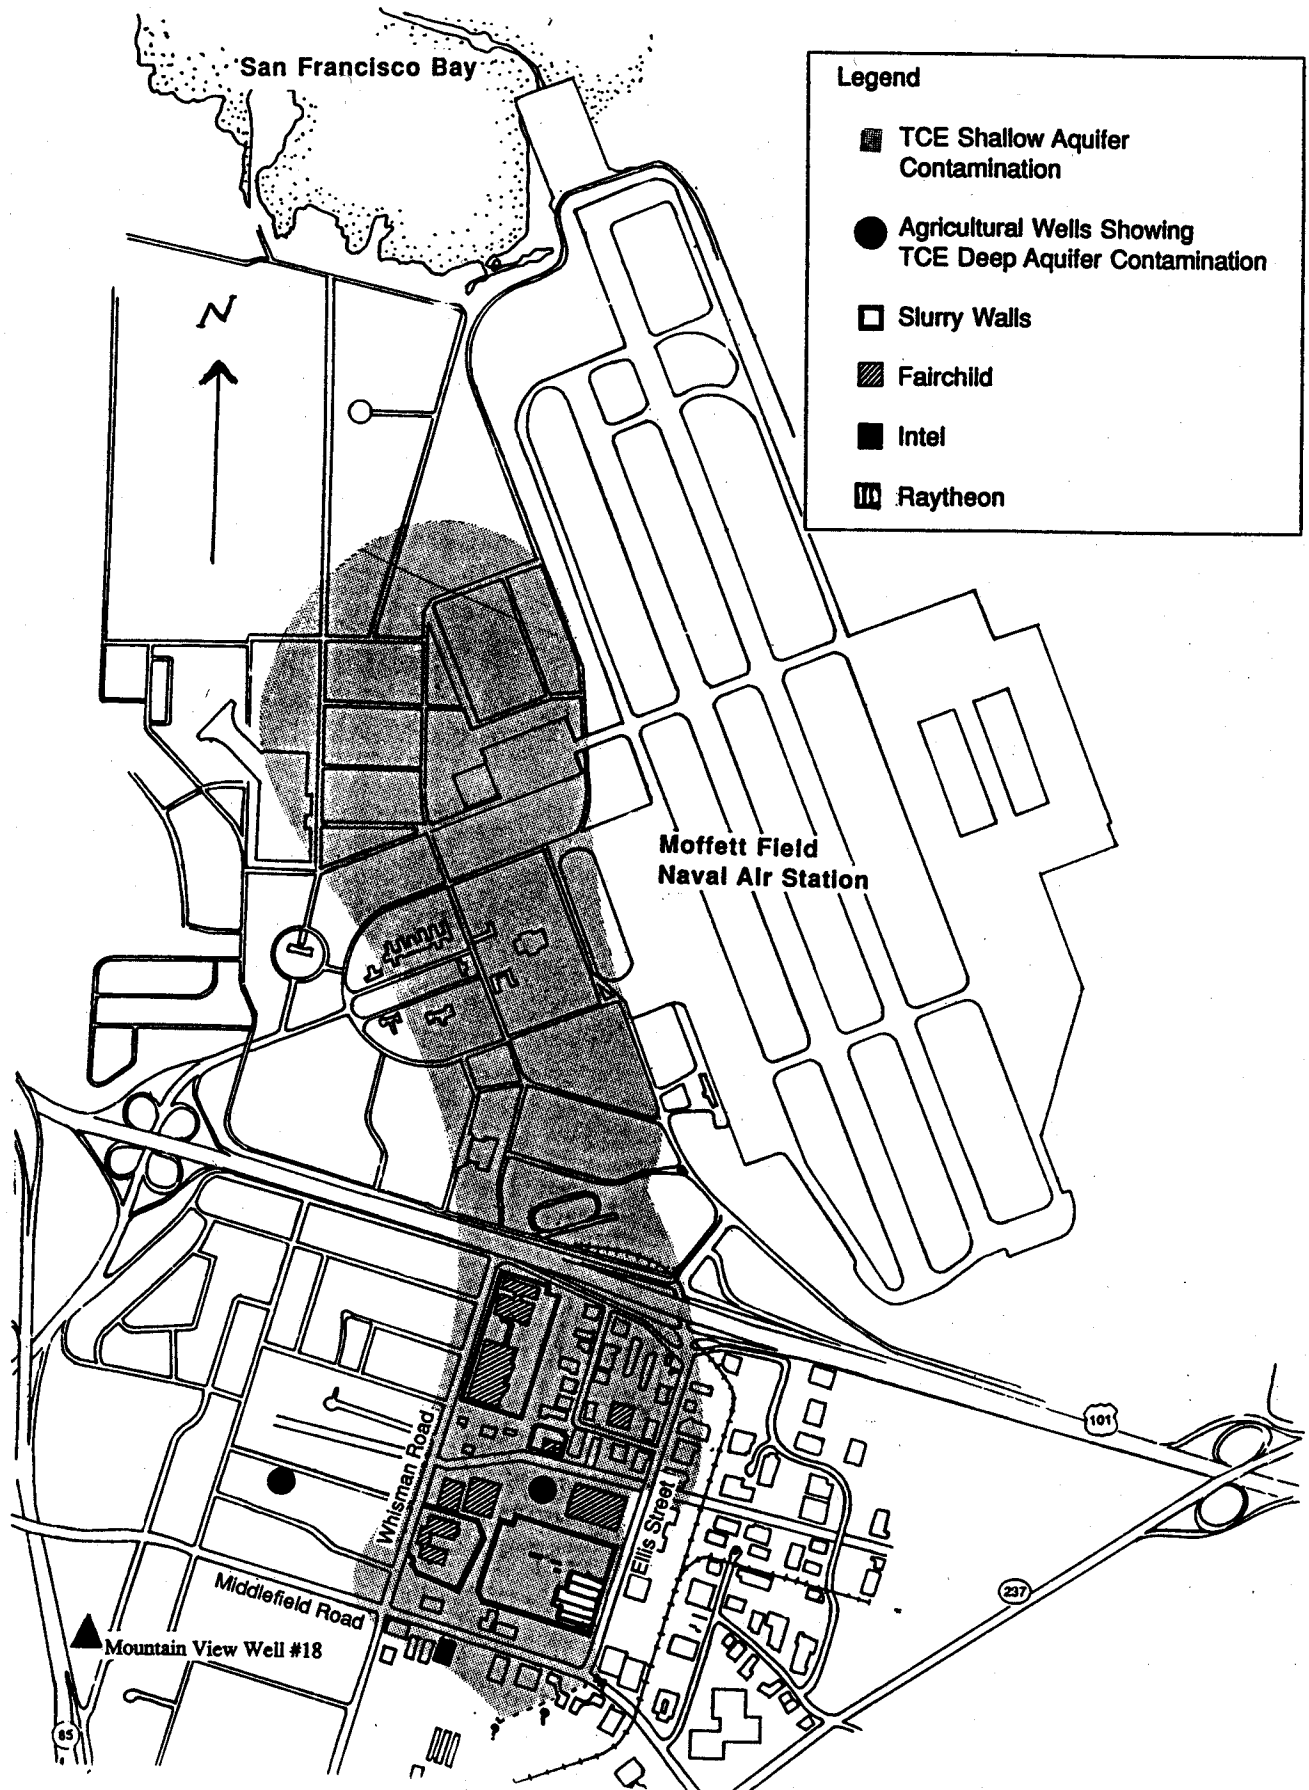 San Francisco Bay
Legend
TCE Shallow Aquifer
Contamination
Agricultural Wells Showing
TCE Deep Aquifer Contamination
Slurry Walls
Fairchild
Intel
Raytheon
N
Moffett Field
Naval Air Station
101
Whisman Road
Ellis Street
237
Middlefield Road
Mountain View Well #18
85
? ?